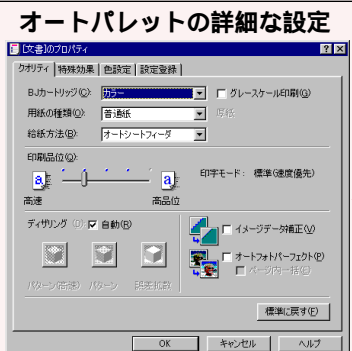 オートパレットの詳細な設定
[文書]のプロパティ
クオリティ 特殊効果 色設定 設定登録
BJカートリッジ(C): カラー グレースケール印刷(G)
用紙の種類(O): 普通紙 厚紙
給紙方法(B): オートシートフィーダ
印刷品位(Q):
印字モード: 標準(速度優先)
高速 高品位
ディザリング (D) 自動(R) イメージデータ補正(V)
オートフォトパーフェクト(P)
ページ内一括(E)
パターン(高速) パターン 誤差拡散
標準に戻す(F)
OK キャンセル ヘルプ